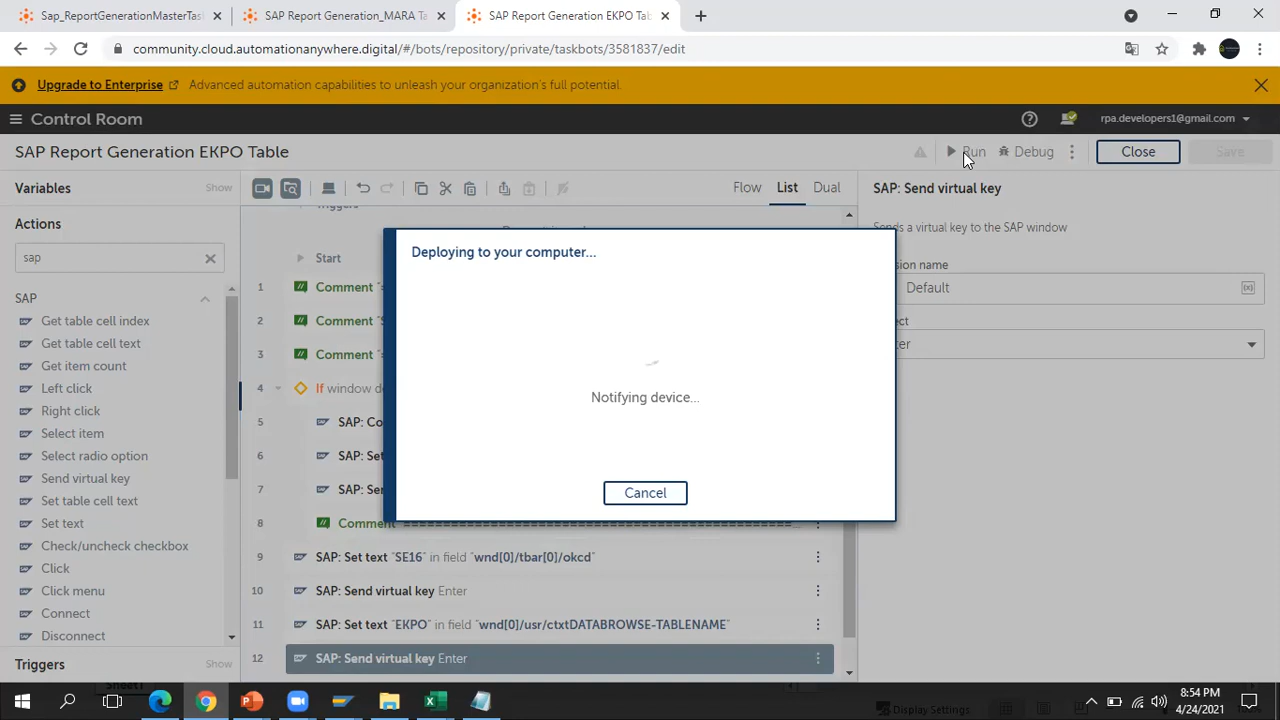 Sap_ReportGenerationMasterTas
SAP Report Generation_MARA Ta
SAP Report Generation EKPO Tab
community.cloud.automationanywhere.digital/#/bots/repository/private/taskbots/3581837/edit
Upgrade to Enterprise Advanced automation capabilities to unleash your organization's full potential.
Control Room
rpa.developers1@gmail.com
SAP Report Generation EKPO Table
Run
Debug
Close
Save
Variables
Show
Flow
List
Dual
SAP: Send virtual key
Triggers
Actions
Sends a virtual key to the SAP window
sap
Deploying to your computer...
Start
Default
SAP
1 Comment
Get table cell index
2 Comment "S
Get table cell text
3 Comment
Get item count
Left click
4 If window d
Notifying device...
Right click
5 SAP: Co
Select item
6 SAP: Set
Select radio option
Send virtual key
7 SAP: Sen
Cancel
Set table cell text
Set text
8 Comment
Check/uncheck checkbox
9 SAP: Set text "SE16" in field "wnd[0]/tbar[0]/okcd"
Click
Click menu
10 SAP: Send virtual key Enter
Connect
11 SAP: Set text "EKPO" in field "wnd[0]/usr/ctxtDATABROWSE-TABLENAME"
Disconnect
12 SAP: Send virtual key Enter
Triggers
Show
Display Settings
8:54 PM
4/24/2021